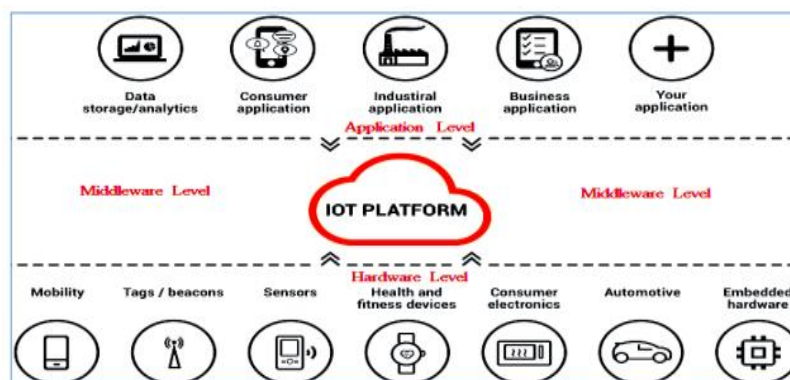 Data
storage/analytics
Consumer
application
Industiral
application
Business
application
Your
application
Application Level
Middleware Level
IOT PLATFORM
Middleware Level
Hardware Level
Mobility
Tags / beacons
Sensors
Health and
fitness devices
Consumer
electronics
Automotive
Embedded
hardware